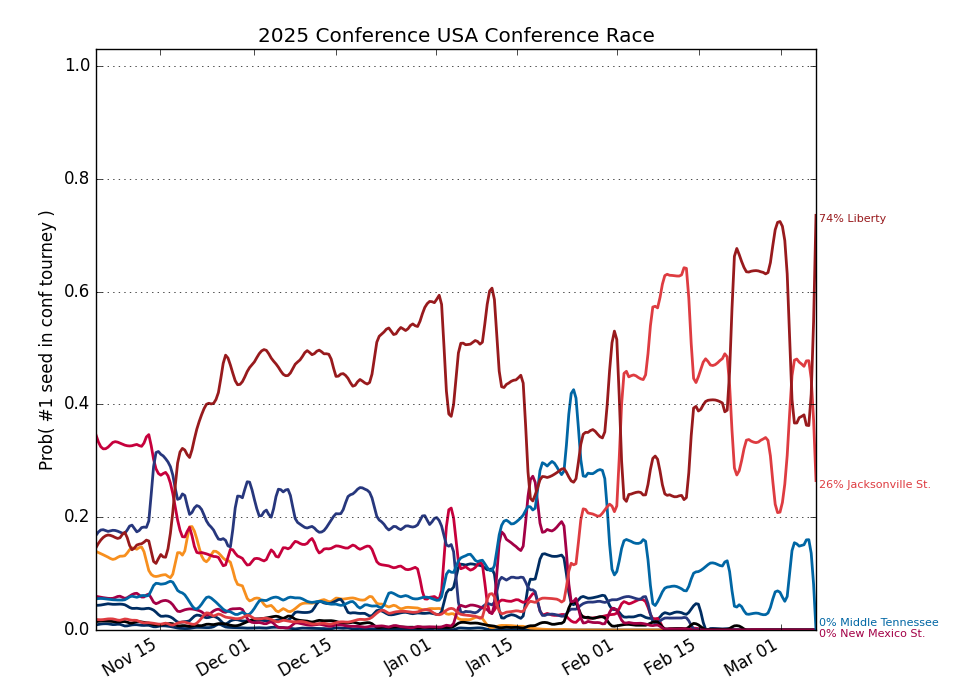 2025 Conference USA Conference Race
Prob( #1 seed in conf tourney )
1.0
0.8
0.6
0.4
0.2
0.0
74% Liberty
26% Jacksonville St.
0% Middle Tennessee
0% New Mexico St.
Nov 15
Dec 01
Dec 15
Jan 01
Jan 15
Feb 01
Feb 15
Mar 01